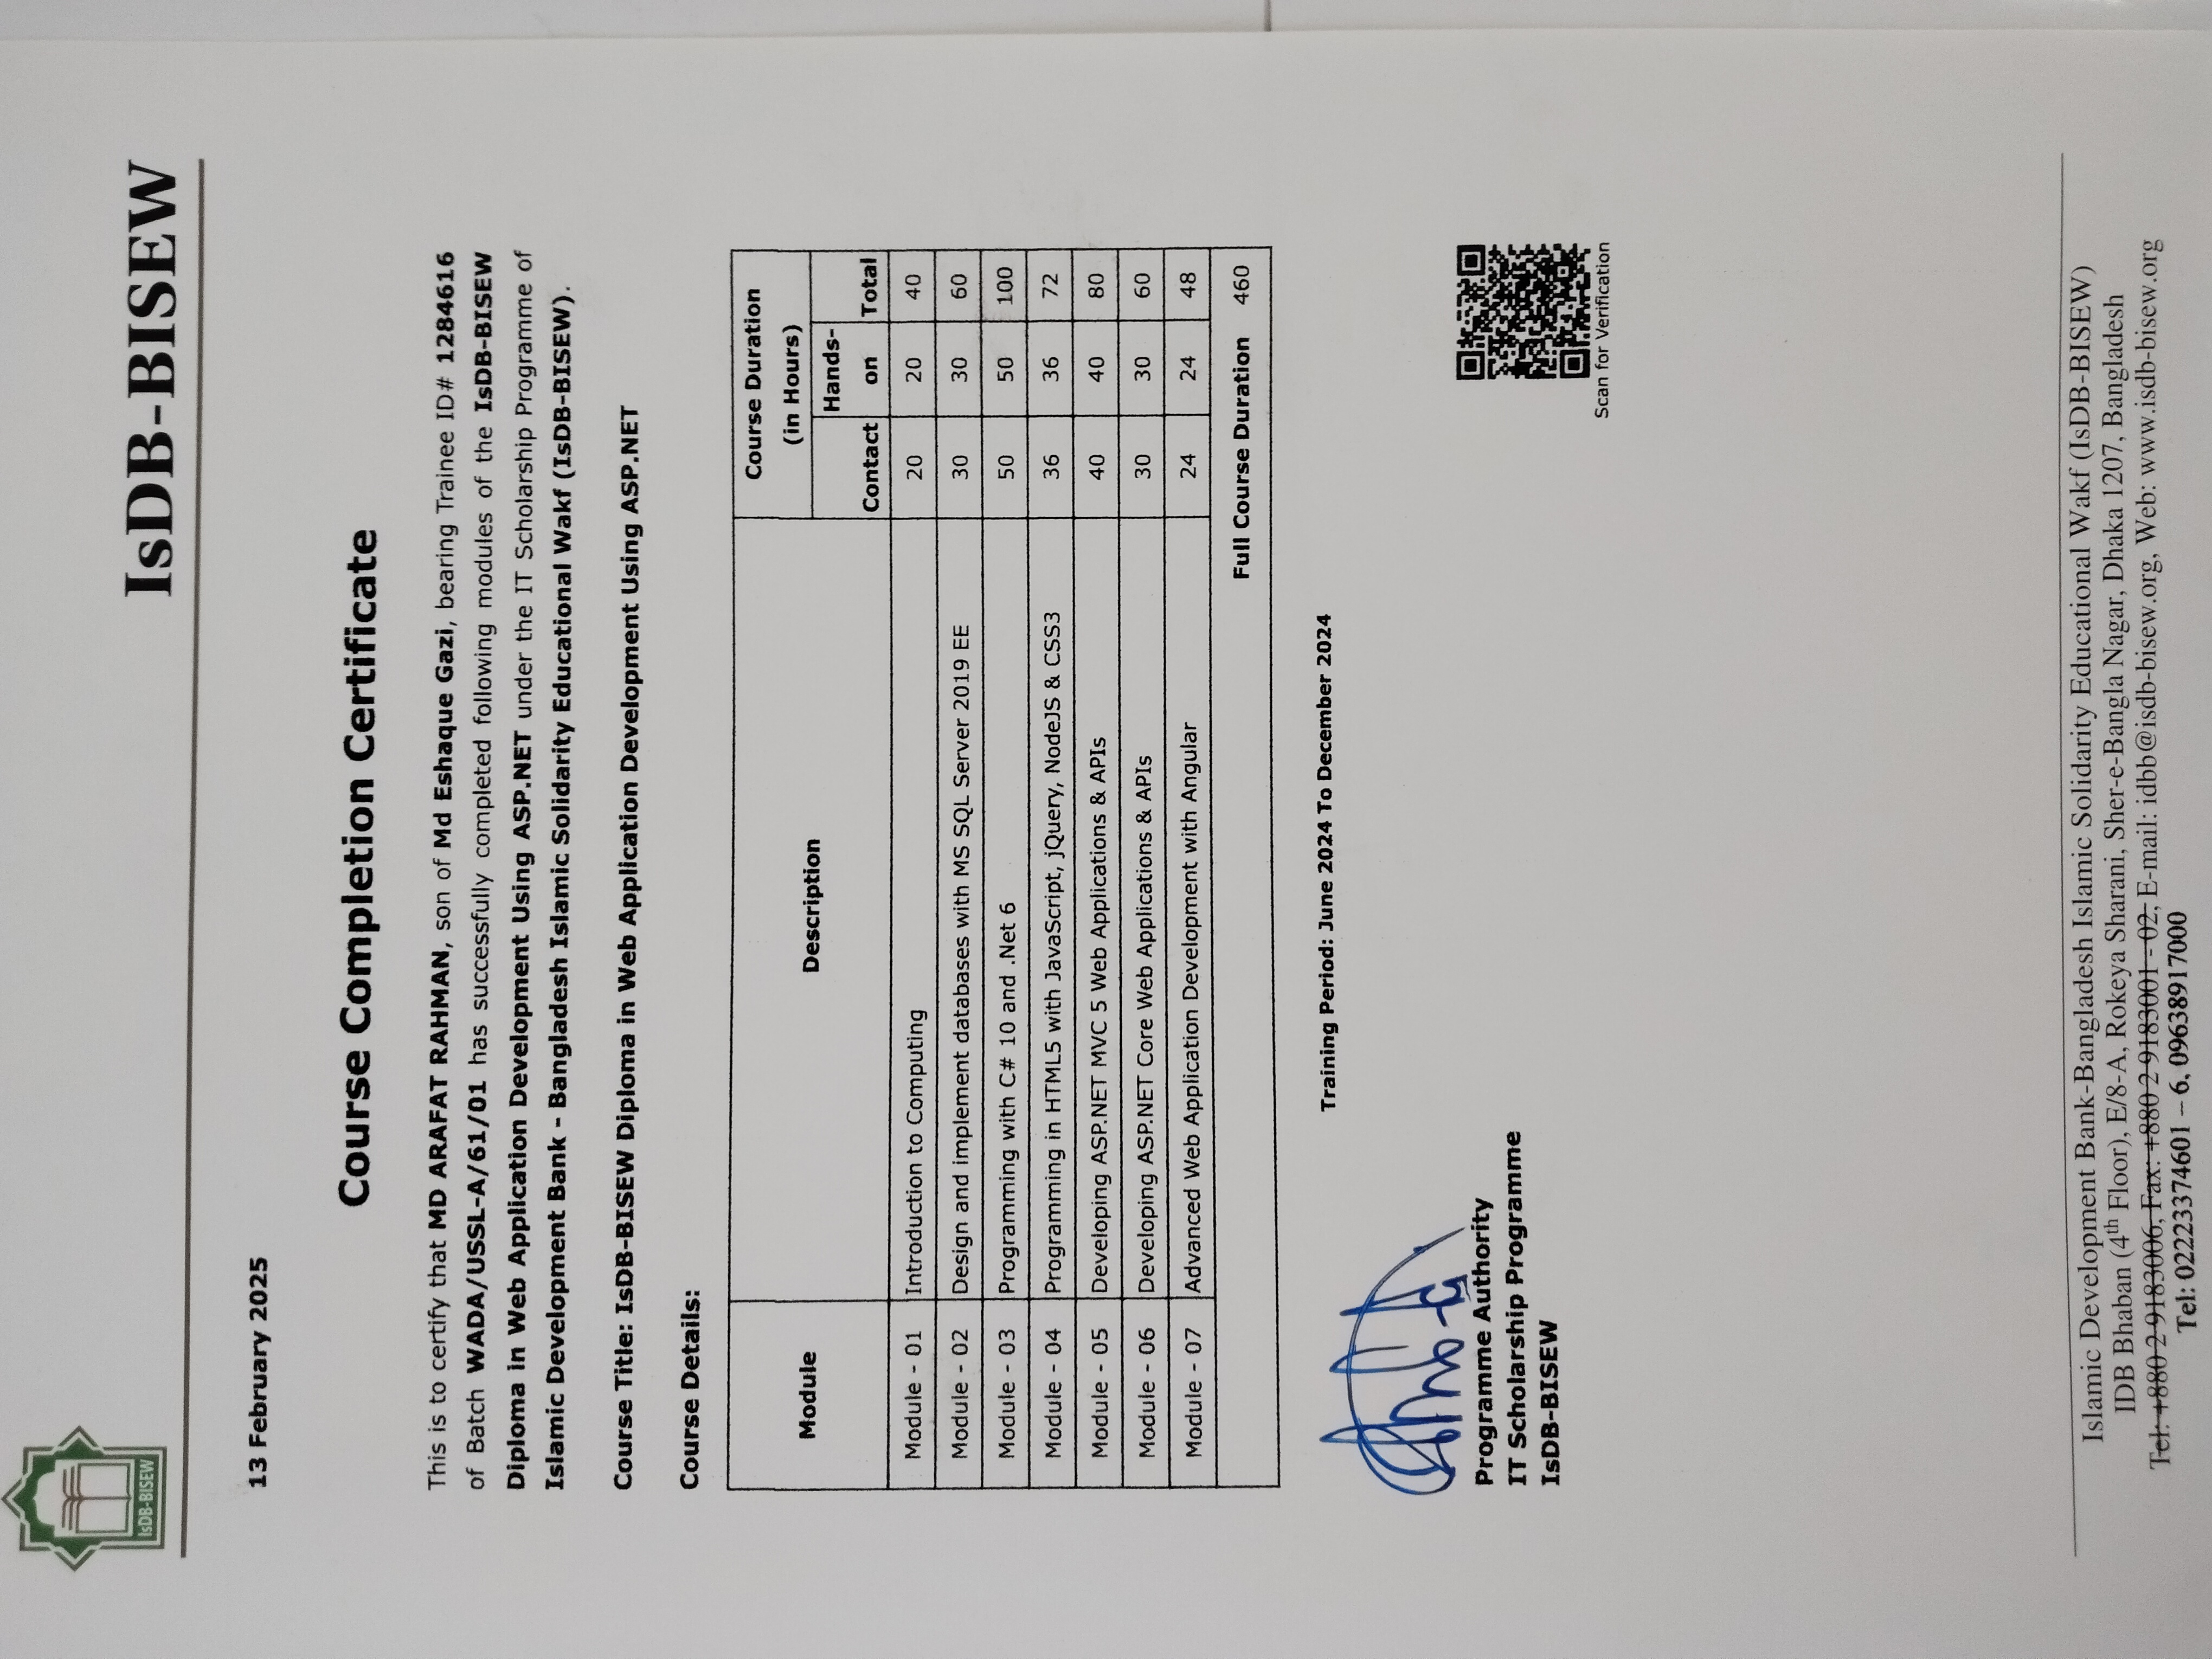 IsDB-BISEW
IsDB-BISEW
13 February 2025
Course Completion Certificate
This is to certify that MD ARAFAT RAHMAN, son of Md Eshaque Gazi, bearing Trainee ID# 1284616
of Batch WADA/USSL-A/61/01 has successfully completed following modules of the IsDB-BISEW
Diploma in Web Application Development Using ASP.NET under the IT Scholarship Programme of
Islamic Development Bank - Bangladesh Islamic Solidarity Educational Wakf (IsDB-BISEW).
Course Title: IsDB-BISEW Diploma in Web Application Development Using ASP.NET
Course Details:
Module Description Course Duration
(in Hours)
Contact Hands-on Total
Module - 01 Introduction to Computing 20 20 40
Module - 02 Design and implement databases with MS SQL Server 2019 EE 30 30 60
Module - 03 Programming with C# 10 and .Net 6 50 50 100
Module - 04 Programming in HTML5 with JavaScript, jQuery, NodeJS & CSS3 36 36 72
Module - 05 Developing ASP.NET MVC 5 Web Applications & APIs 40 40 80
Module - 06 Developing ASP.NET Core Web Applications & APIs 30 30 60
Module - 07 Advanced Web Application Development with Angular 24 24 48
Full Course Duration 460
Training Period: June 2024 To December 2024
Programme Authority
IT Scholarship Programme
IsDB-BISEW
Scan for Verification
Islamic Development Bank-Bangladesh Islamic Solidarity Educational Wakf (IsDB-BISEW)
IDB Bhaban (4th Floor), E/8-A, Rokeya Sharani, Sher-e-Bangla Nagar, Dhaka 1207, Bangladesh
Tel: +880 2 9183006, Fax: +880 2 9183001 - 02, E-mail: idbb@isdb-bisew.org, Web: www.isdb-bisew.org
Tel: 02223374601 – 6, 09638917000